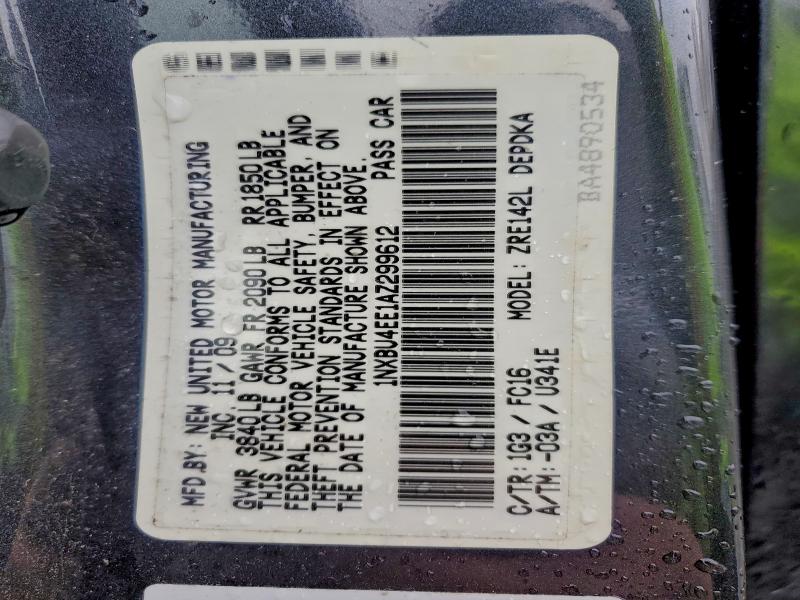 MFD.BY: NEW UNITED MOTOR MANUFACTURING
INC. 11/09
GVWR 3840LB GAWR FR2090LB RR1850LB
THIS VEHICLE CONFORMS TO ALL APPLICABLE
FEDERAL MOTOR VEHICLE SAFETY, BUMPER, AND
THEFT PREVENTION STANDARDS IN EFFECT ON
THE DATE OF MANUFACTURE SHOWN ABOVE.
1NXBU4EE1AZ299612 PASS CAR
C/TR: 1G3 / FC16 MODEL: ZRE142L DEPDKA
A/TM: -03A / U341E
BA4890534